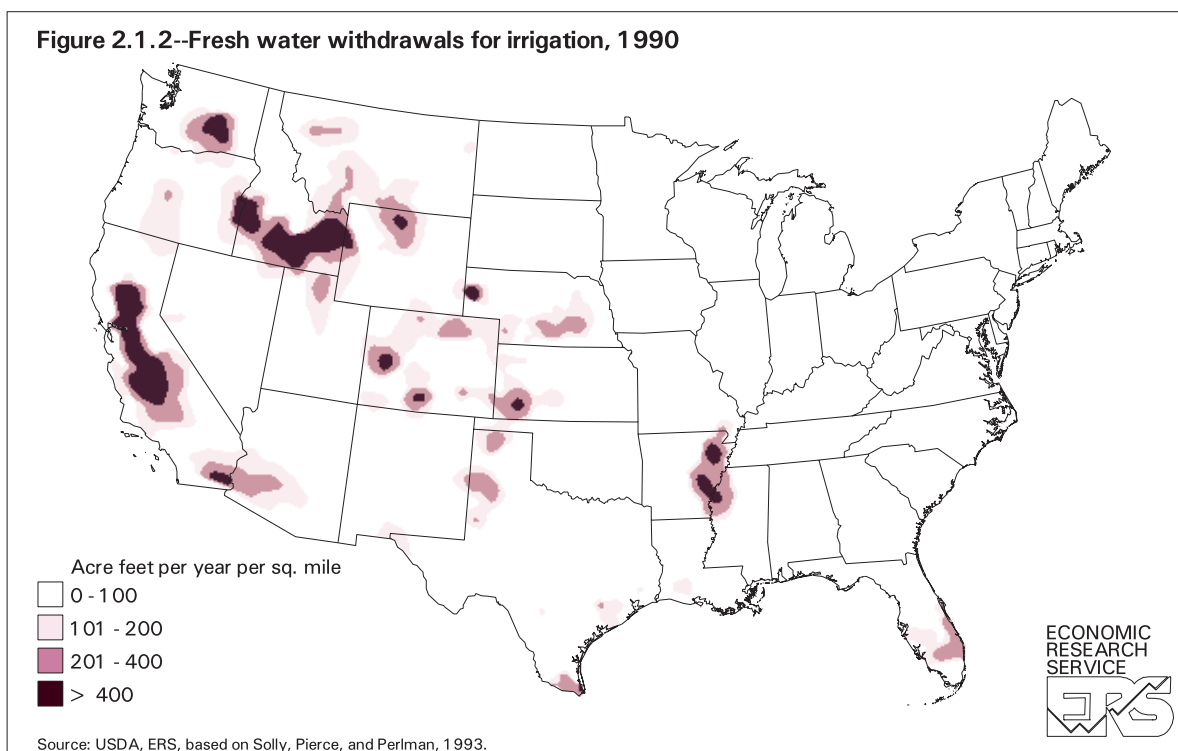 Figure 2.1.2--Fresh water withdrawals for irrigation, 1990
Acre feet per year per sq. mile
0 - 100
101 - 200
201 - 400
> 400
ECONOMIC
RESEARCH
SERVICE
ERS
Source: USDA, ERS, based on Solly, Pierce, and Perlman, 1993.